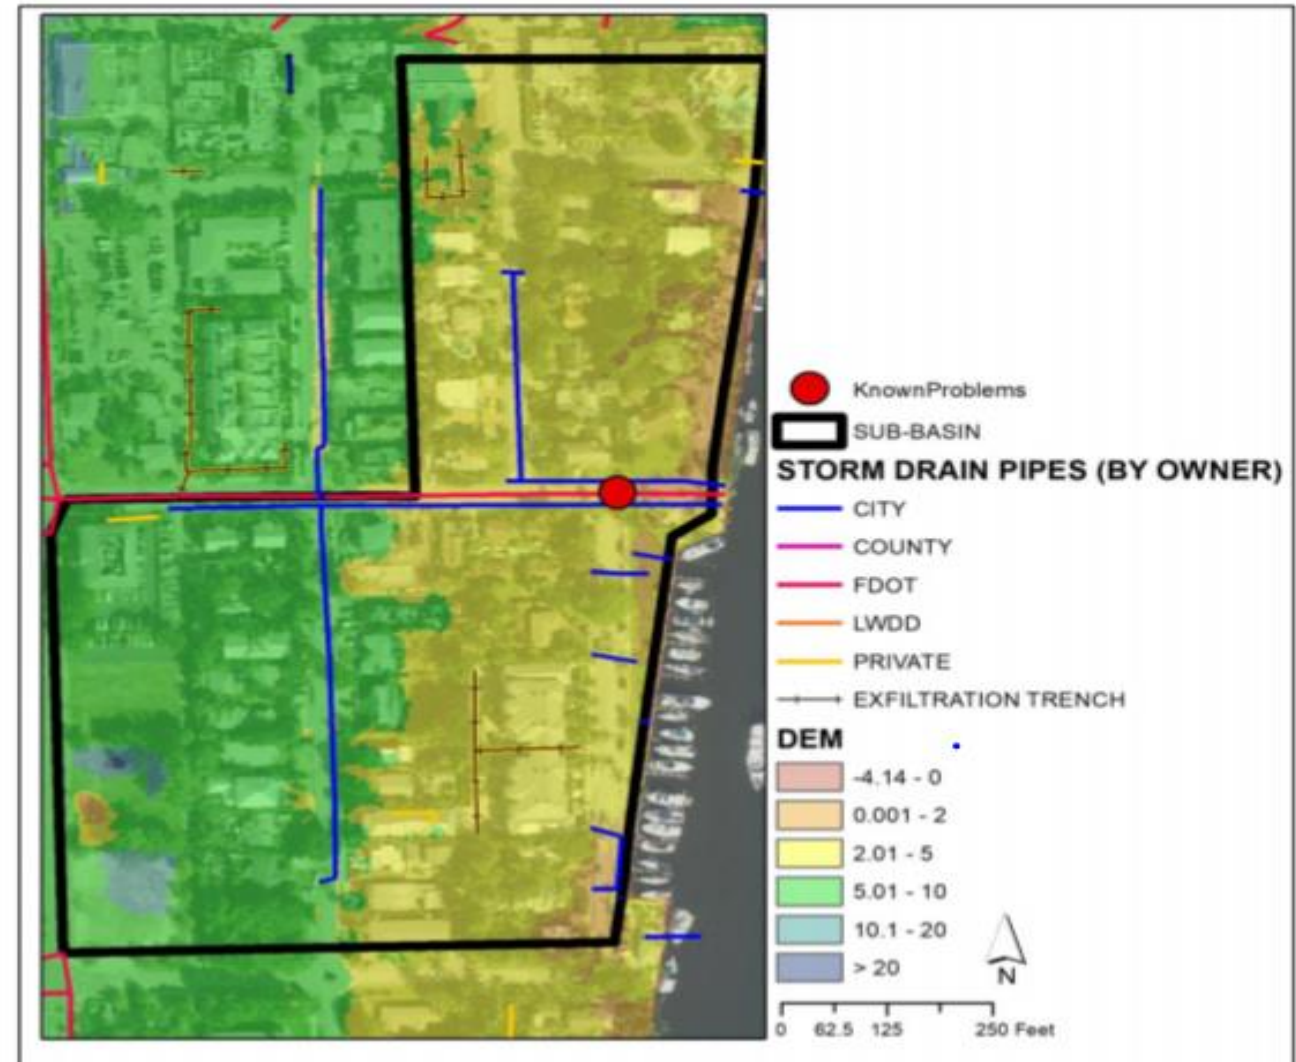 KnownProblems
SUB-BASIN
STORM DRAIN PIPES (BY OWNER)
CITY
COUNTY
FDOT
LWDD
PRIVATE
EXFILTRATION TRENCH
DEM
-4.14 - 0
0.001 - 2
2.01 - 5
5.01 - 10
10.1 - 20
> 20
N
0 62.5 125 250 Feet